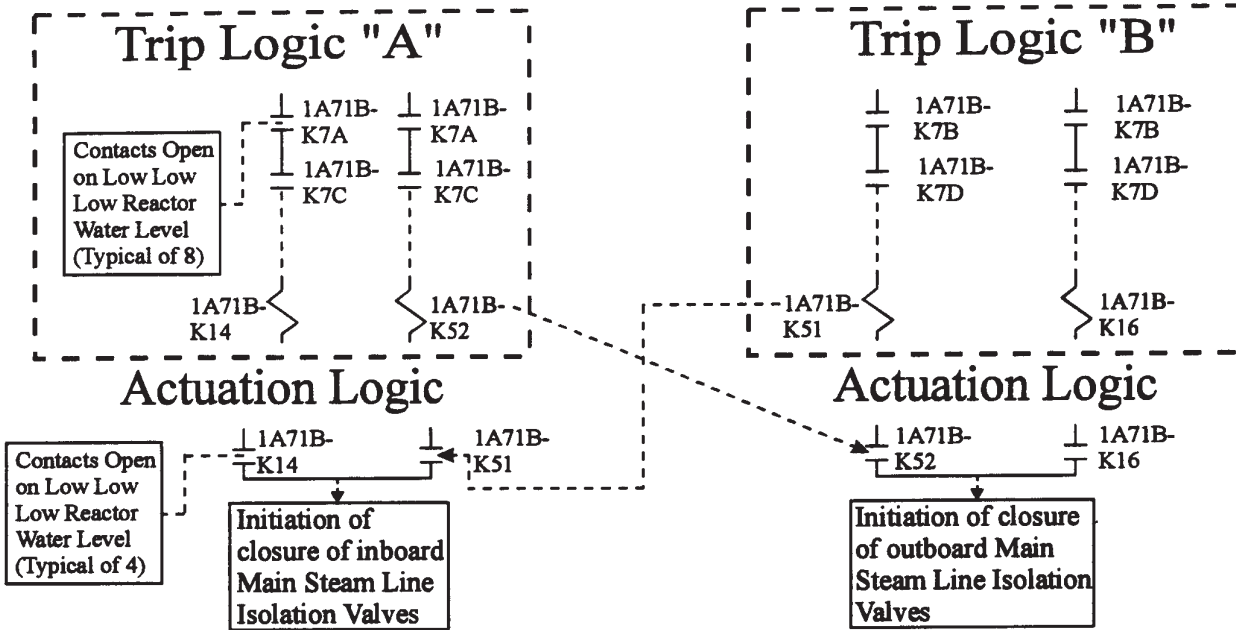 Trip Logic "A"
1A71B-
K7A
1A71B-
K7A
1A71B-
K7C
1A71B-
K7C
Contacts Open
on Low Low
Low Reactor
Water Level
(Typical of 8)
1A71B-
K14
1A71B-
K52
Trip Logic "B"
1A71B-
K7B
1A71B-
K7B
1A71B-
K7D
1A71B-
K7D
1A71B-
K51
1A71B-
K16
Actuation Logic
1A71B-
K14
1A71B-
K51
Contacts Open
on Low Low
Low Reactor
Water Level
(Typical of 4)
Initiation of
closure of inboard
Main Steam Line
Isolation Valves
Actuation Logic
1A71B-
K52
1A71B-
K16
Initiation of closure
of outboard Main
Steam Line Isolation
Valves